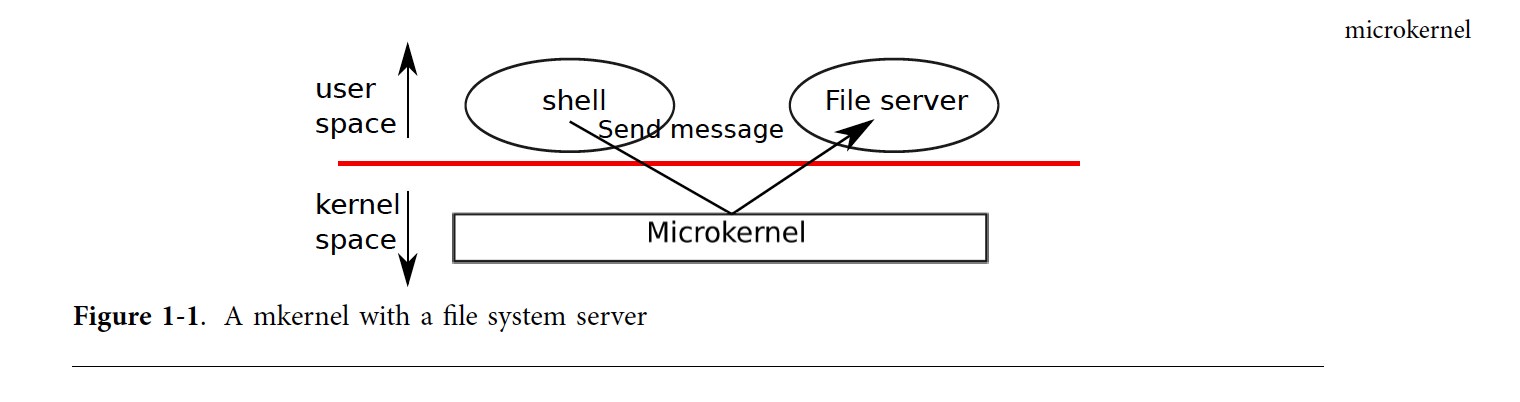 microkernel
user
space
shell
File server
Send message
kernel
space
Microkernel
Figure 1-1. A mkernel with a file system server